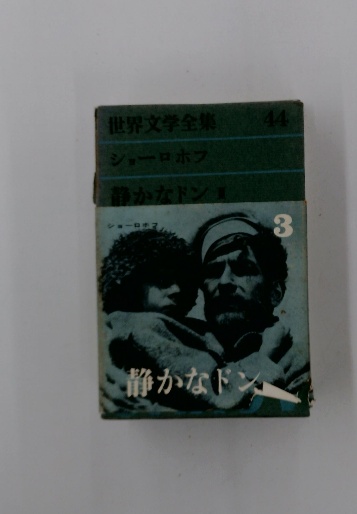 世界文学全集 44
ショーロホフ
静かなドン Ⅲ
ショーロホフ
3
静かなドン